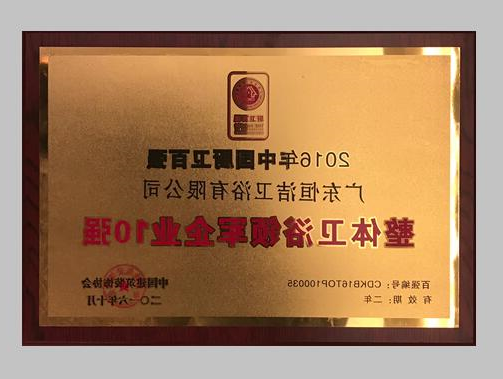 2016年中国厨卫百强
广东恒洁卫浴有限公司
整体卫浴领军企业10强
百强编号：CDKB16TOP100035
有效期：二年
中国建筑装饰协会
二〇一六年十月